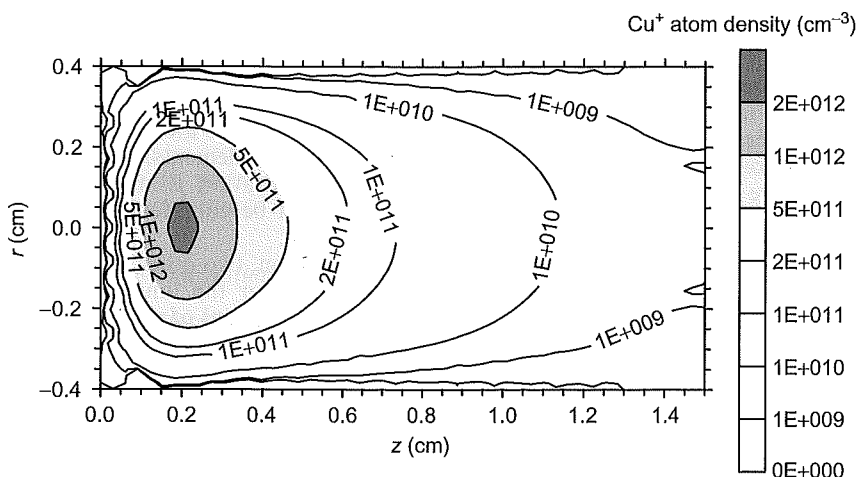 Cu⁺ atom density (cm⁻³)
0.4
0.2
0.0
−0.2
−0.4
r (cm)
0.0
0.2
0.4
0.6
0.8
1.0
1.2
1.4
z (cm)
1E+011
2E+011
5E+011
1E+010
1E+009
1E+011
5E+011
1E+012
2E+011
1E+010
1E+011
1E+009
2E+012
1E+012
5E+011
2E+011
1E+011
1E+010
1E+009
0E+000